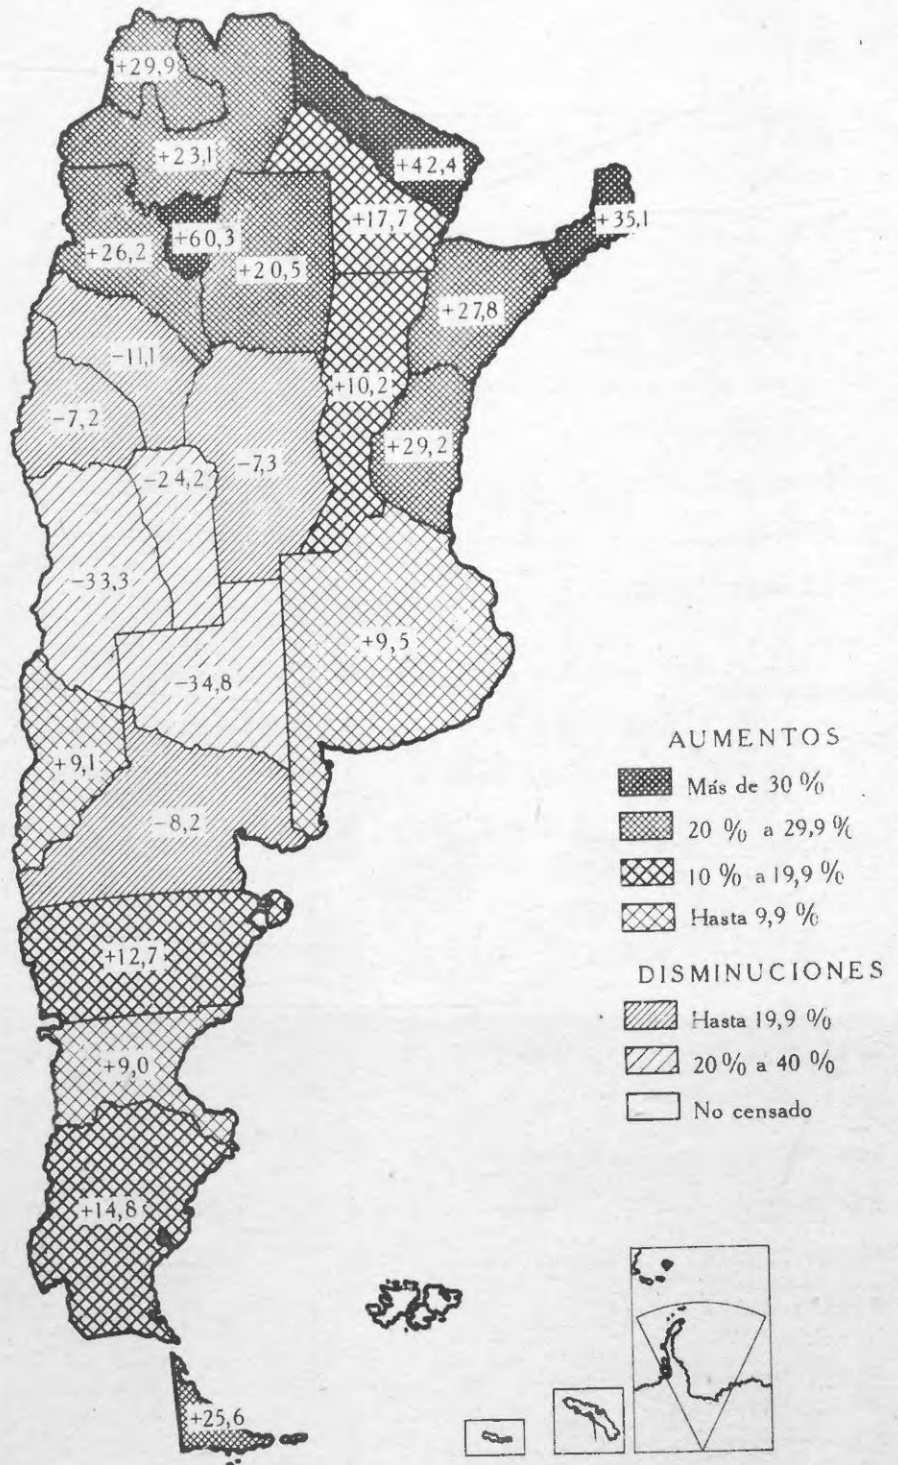 +29,9
+23,1
+42,4
+35,1
+17,7
+60,3
+26,2
+20,5
+27,8
-11,1
+10,2
-7,2
+29,2
-7,3
-24,2
-33,3
+9,5
-34,8
+9,1
-8,2
+12,7
+9,0
+14,8
+25,6
AUMENTOS
Más de 30 %
20 % a 29,9 %
10 % a 19,9 %
Hasta 9,9 %
DISMINUCIONES
Hasta 19,9 %
20 % a 40 %
No censado